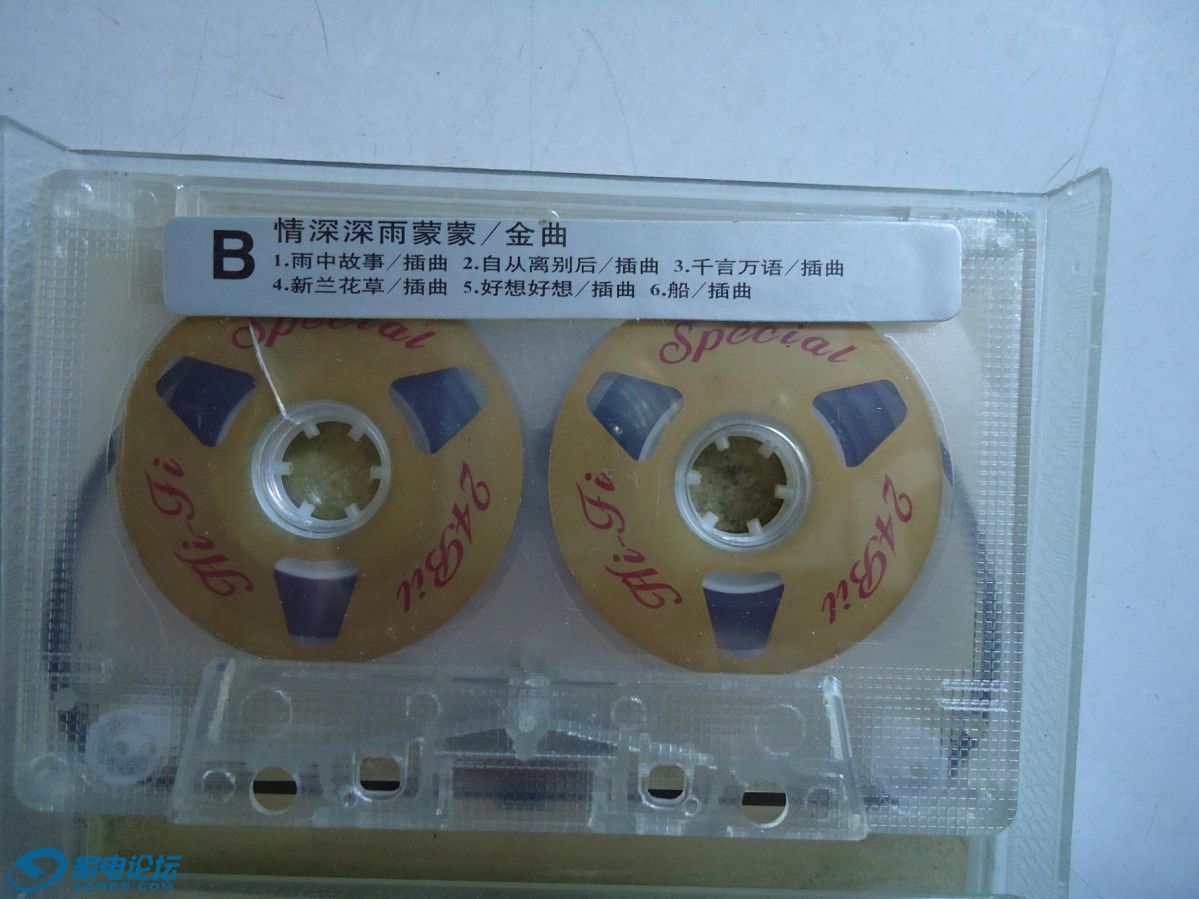 B
情深深雨蒙蒙/金曲
1.雨中故事/插曲 2.自从离别后/插曲 3.千言万语/插曲
4.新兰花草/插曲 5.好想好想/插曲 6.船/插曲
Special
Hi-Fi
24Bit
Special
Hi-Fi
24Bit
家电论坛
JDBBS.COM